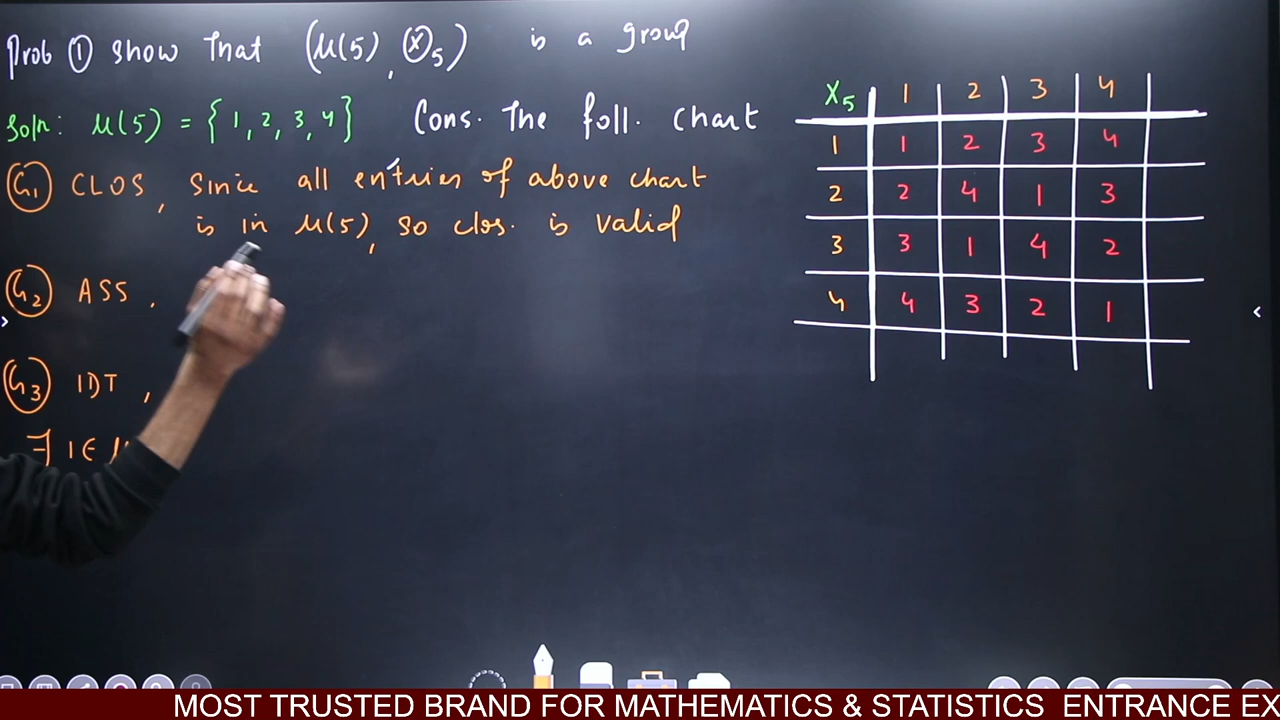 Prob ① Show that (U(5), ⊗₅) is a group
Soln: U(5) = {1, 2, 3, 4} Cons. the foll. chart
G₁ CLOS, Since all entries of above chart
is in U(5), so clos. is valid
G₂ ASS,
G₃ IDT,
∃ 1 ∈
X₅ 1 2 3 4
1 1 2 3 4
2 2 4 1 3
3 3 1 4 2
4 4 3 2 1
MOST TRUSTED BRAND FOR MATHEMATICS & STATISTICS ENTRANCE EX